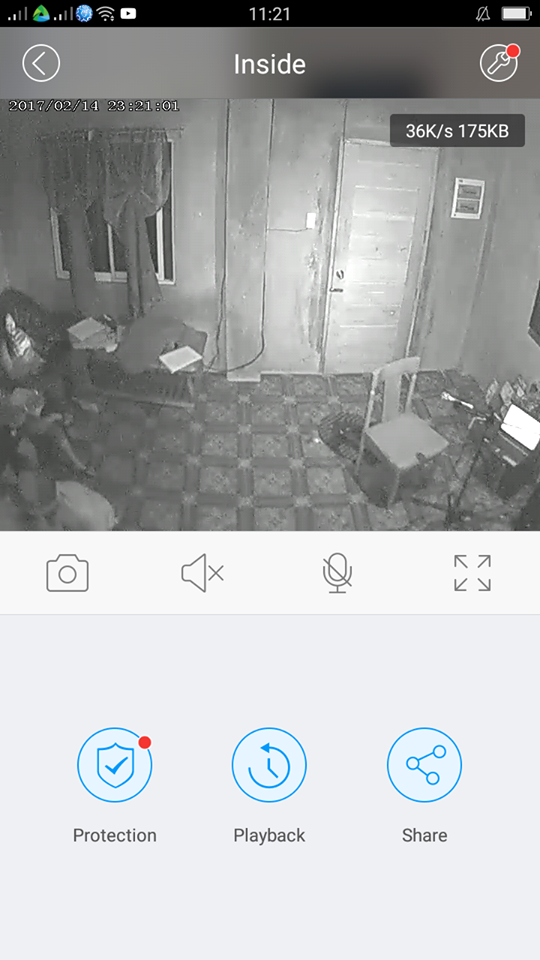 11:21
Inside
2017/02/14 23:21:01
36K/s 175KB
Protection
Playback
Share